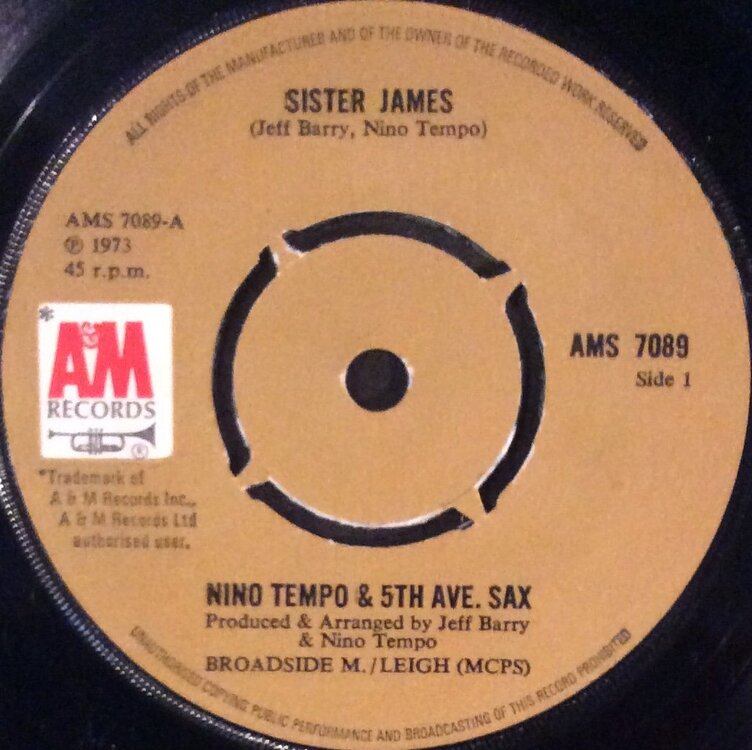 ALL RIGHTS OF THE MANUFACTURER AND OF THE OWNER OF THE RECORDED WORK RESERVED
SISTER JAMES
(Jeff Barry, Nino Tempo)
AMS 7089-A
℗ 1973
45 r.p.m.
*
A&M
RECORDS
®
AMS 7089
Side 1
*Trademark of
A & M Records Inc.,
A & M Records Ltd
authorised user.
NINO TEMPO & 5TH AVE. SAX
Produced & Arranged by Jeff Barry
& Nino Tempo
BROADSIDE M./LEIGH (MCPS)
UNAUTHORISED COPYING PUBLIC PERFORMANCE AND BROADCASTING OF THIS RECORD PROHIBITED